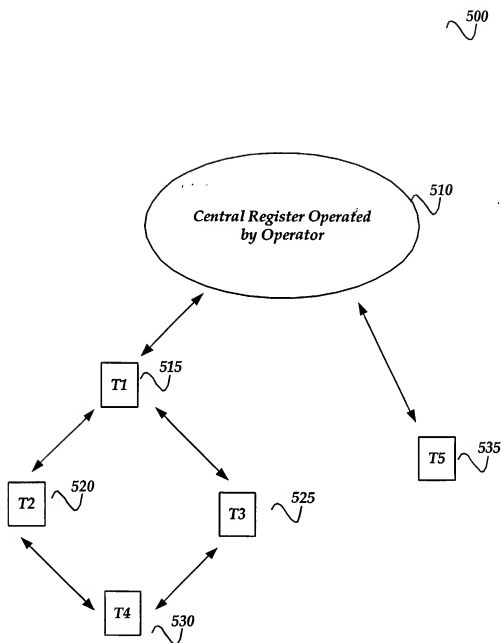 500
510
Central Register Operated
by Operator
T1
515
T2
520
T3
525
T5
535
T4
530